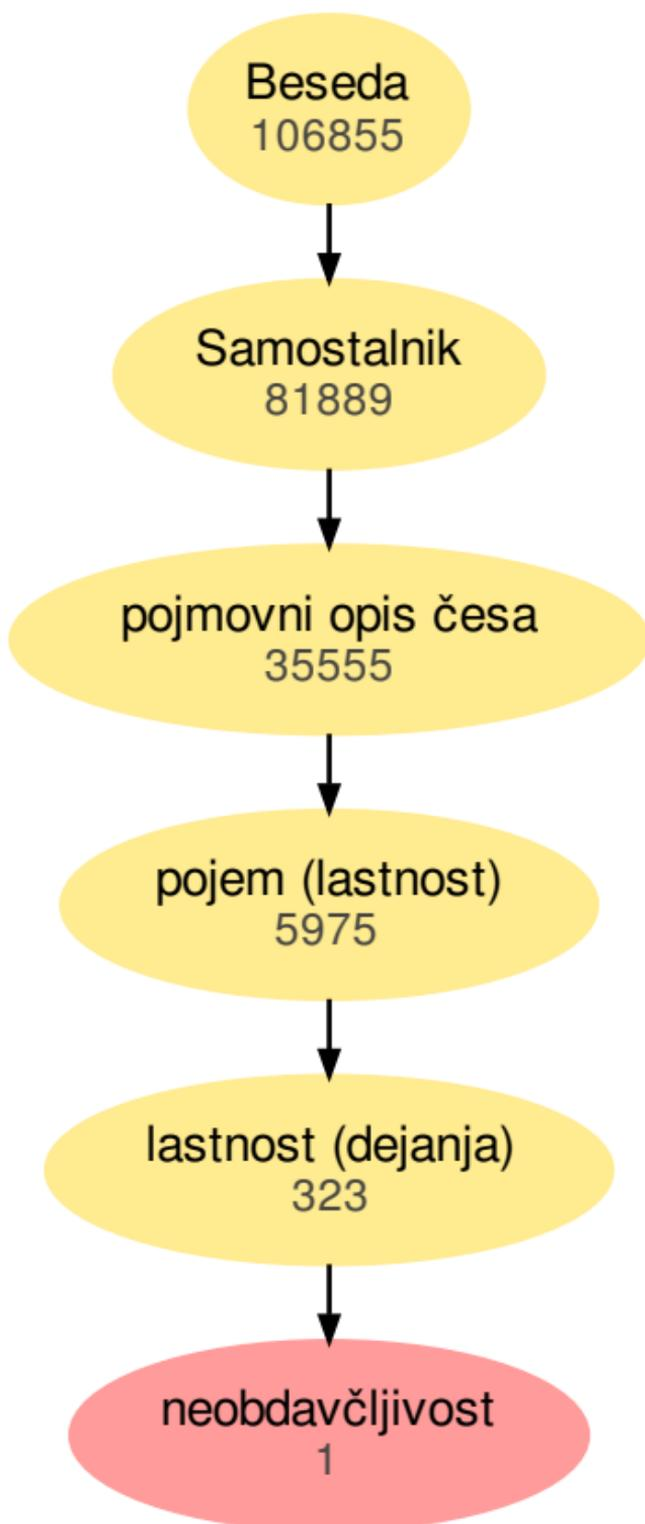 Beseda
106855
Samostalnik
81889
pojmovni opis česa
35555
pojem (lastnost)
5975
lastnost (dejanja)
323
neobdavčljivost
1